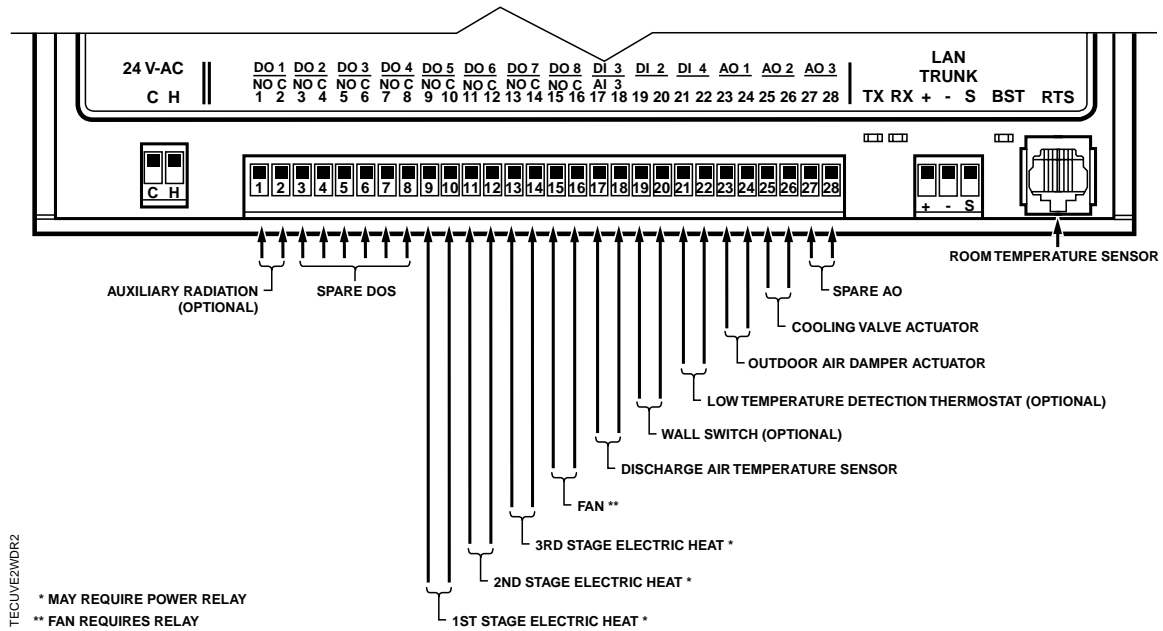 24 V-AC
C H
DO 1 DO 2 DO 3 DO 4 DO 5 DO 6 DO 7 DO 8 DI 3 DI 2 DI 4 AO 1 AO 2 AO 3
NO C NO C NO C NO C NO C NO C NO C NO C AI 3
1 2 3 4 5 6 7 8 9 10 11 12 13 14 15 16 17 18 19 20 21 22 23 24 25 26 27 28
LAN
TRUNK
TX RX + - S BST RTS
C H
1 2 3 4 5 6 7 8 9 10 11 12 13 14 15 16 17 18 19 20 21 22 23 24 25 26 27 28
+ - S
ROOM TEMPERATURE SENSOR
AUXILIARY RADIATION
(OPTIONAL)
SPARE DOS
SPARE AO
COOLING VALVE ACTUATOR
OUTDOOR AIR DAMPER ACTUATOR
LOW TEMPERATURE DETECTION THERMOSTAT (OPTIONAL)
WALL SWITCH (OPTIONAL)
DISCHARGE AIR TEMPERATURE SENSOR
FAN **
3RD STAGE ELECTRIC HEAT *
2ND STAGE ELECTRIC HEAT *
1ST STAGE ELECTRIC HEAT *
* MAY REQUIRE POWER RELAY
** FAN REQUIRES RELAY
TECUVE2WDR2